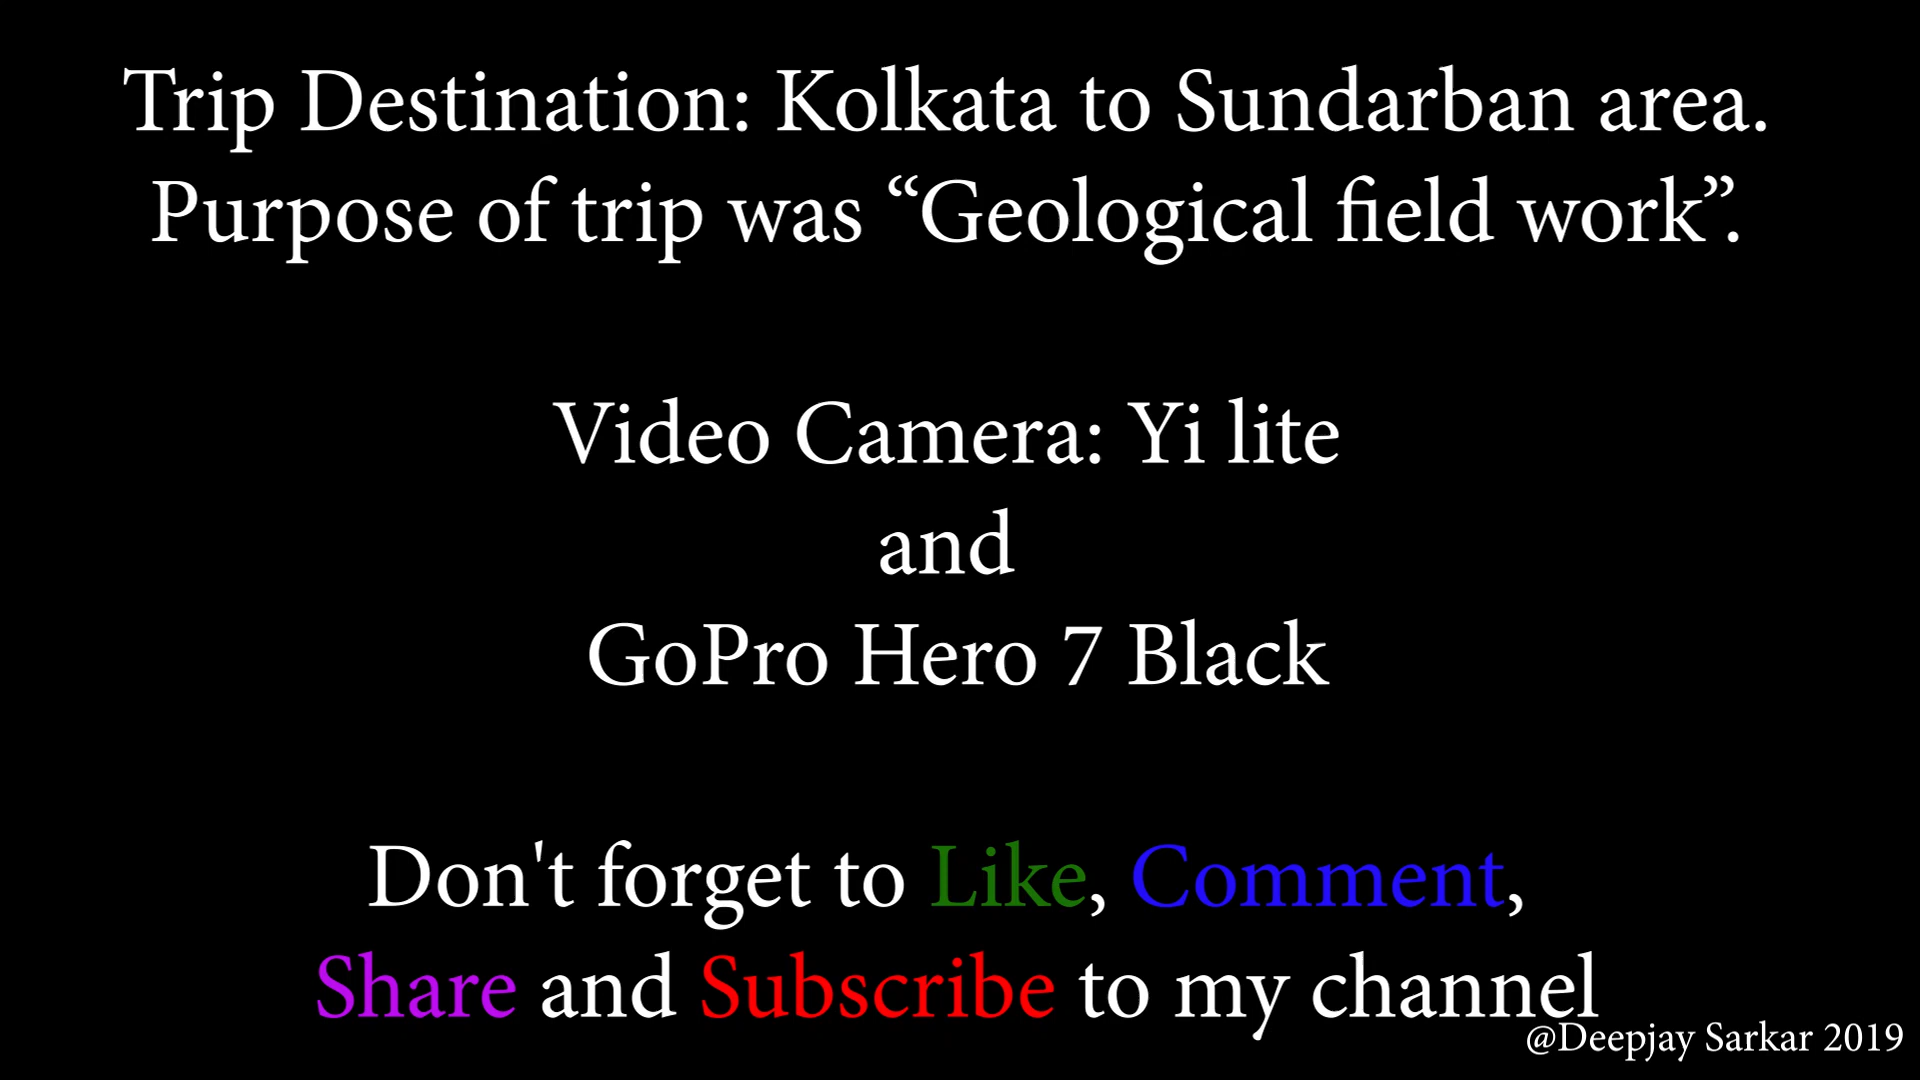 Trip Destination: Kolkata to Sundarban area.
Purpose of trip was “Geological field work”.
Video Camera: Yi lite
and
GoPro Hero 7 Black
Don't forget to Like, Comment,
Share and Subscribe to my channel
@Deepjay Sarkar 2019